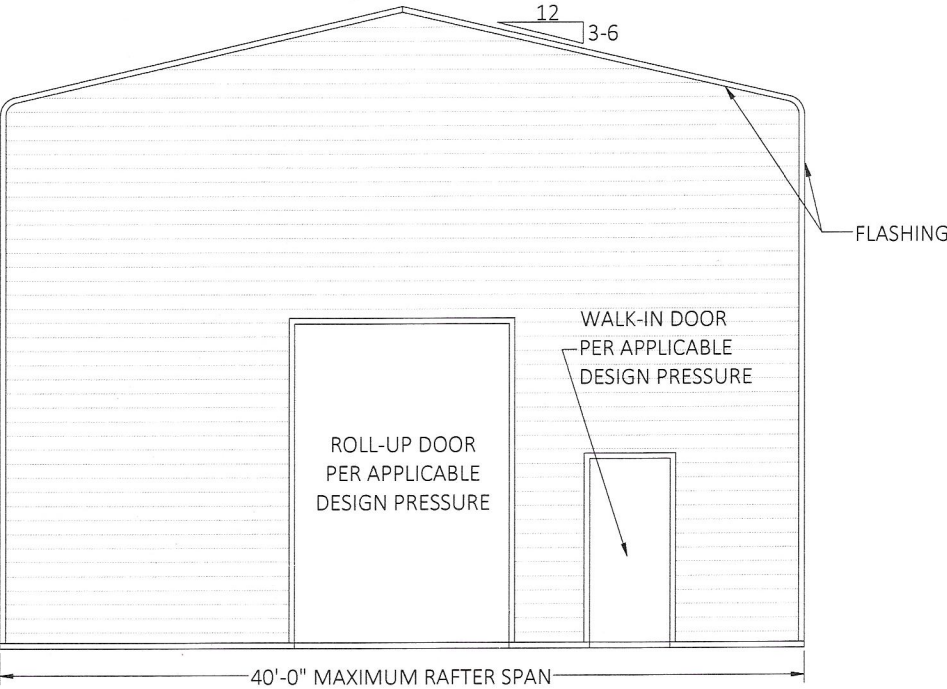 12
3-6
FLASHING
WALK-IN DOOR
PER APPLICABLE
DESIGN PRESSURE
ROLL-UP DOOR
PER APPLICABLE
DESIGN PRESSURE
40'-0" MAXIMUM RAFTER SPAN